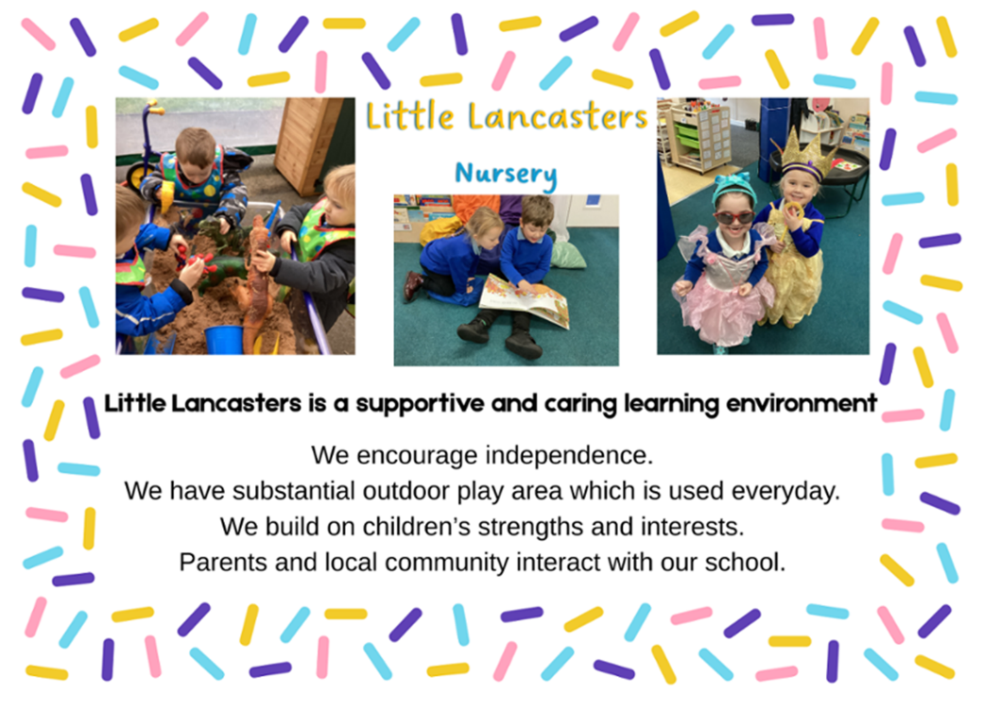 Little Lancasters
Nursery
Little Lancasters is a supportive and caring learning environment
We encourage independence.
We have substantial outdoor play area which is used everyday.
We build on children’s strengths and interests.
Parents and local community interact with our school.